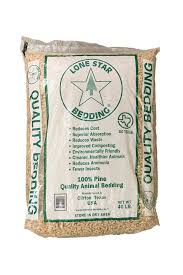 LONE STAR
BEDDING
QUALITY BEDDING
QUALITY BEDDING
• Reduces Cost
• Superior Absorption
• Reduces Waste
• Improved Composting
• Environmentally Friendly
• Cleaner, Healthier Animals
• Reduces Ammonia
• Fewer Insects
100% Pine
Quality Animal Bedding
Manufactured in
Clifton Texas
USA
STORE IN DRY AREA
NET WT
40 LB.